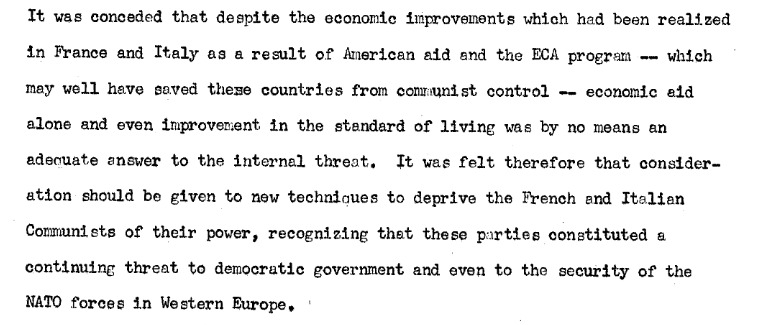 It was conceded that despite the economic improvements which had been realized
in France and Italy as a result of American aid and the ECA program -- which
may well have saved these countries from communist control -- economic aid
alone and even improvement in the standard of living was by no means an
adequate answer to the internal threat. It was felt therefore that consider-
ation should be given to new techniques to deprive the French and Italian
Communists of their power, recognizing that these parties constituted a
continuing threat to democratic government and even to the security of the
NATO forces in Western Europe.